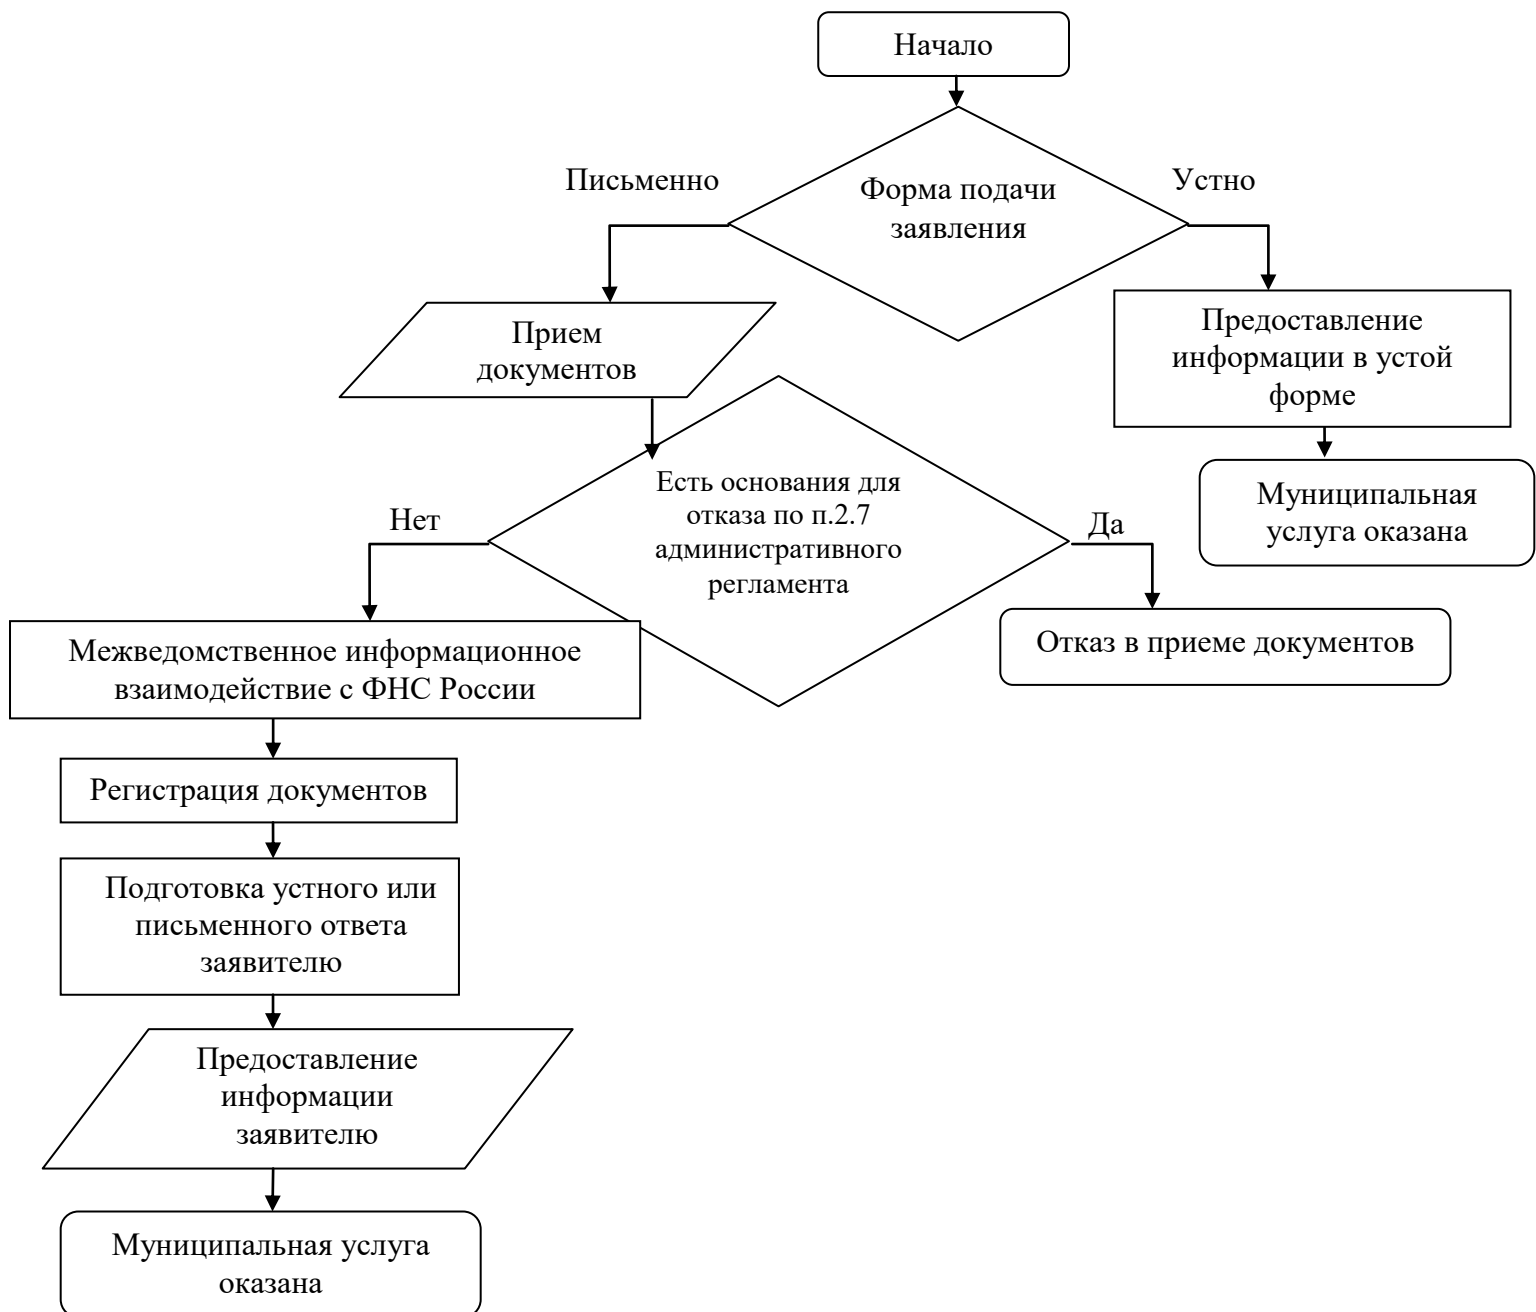 Начало
Письменно
Форма подачи
заявления
Устно
Прием
документов
Предоставление
информации в устой
форме
Муниципальная
услуга оказана
Есть основания для
отказа по п.2.7
административного
регламента
Нет
Да
Отказ в приеме документов
Межведомственное информационное
взаимодействие с ФНС России
Регистрация документов
Подготовка устного или
письменного ответа
заявителю
Предоставление
информации
заявителю
Муниципальная услуга
оказана